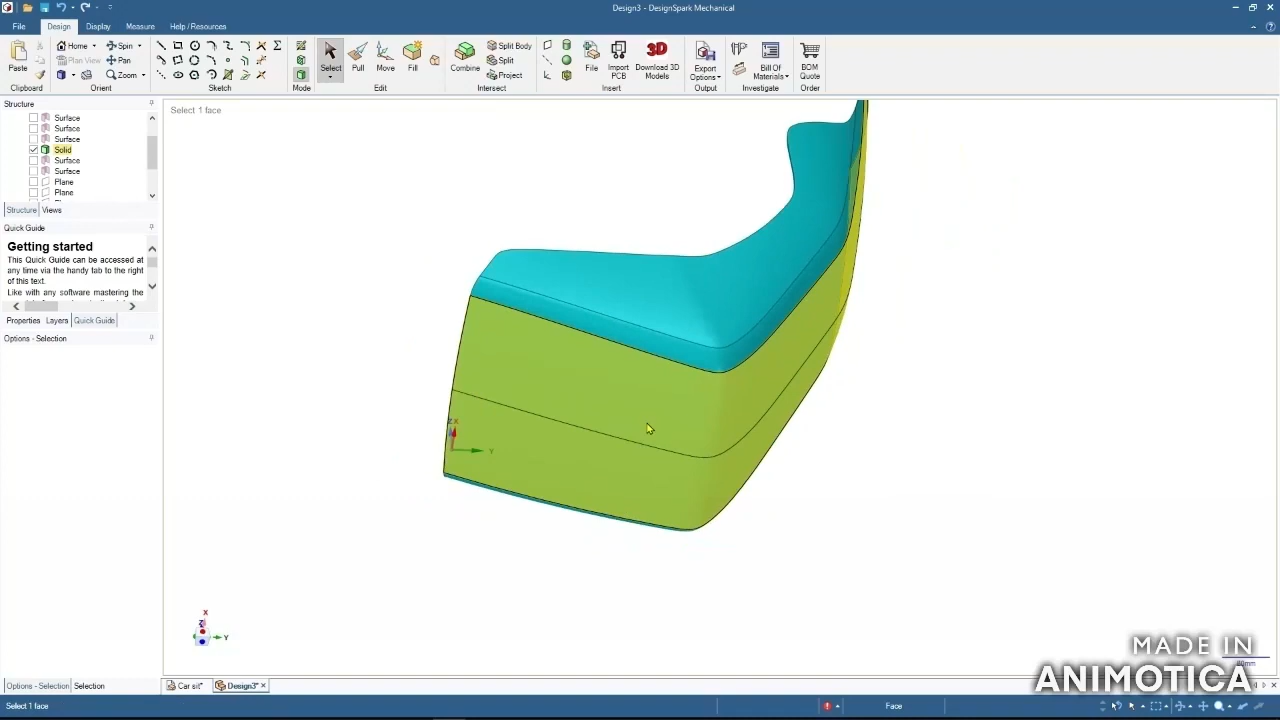 Design3 - DesignSpark Mechanical
File Design Display Measure Help / Resources
Paste
Home Spin
Plan View Pan
Zoom
Select Pull Move Fill
Combine
Split Body
Split
Project
File Import PCB Download 3D Models
Export Options
Bill Of Materials
BOM Quote
Clipboard Orient Sketch Mode Edit Intersect Insert Output Investigate Order
Structure
Select 1 face
Surface
Surface
Surface
Solid
Surface
Surface
Plane
Plane
Structure Views
Quick Guide
Getting started
This Quick Guide can be accessed at
any time via the handy tab to the right
of this text.
Like with any software mastering the
Properties Layers Quick Guide
Options - Selection
Z X
Y
X
Z
Y
MADE IN
ANIMOTICA
Options - Selection Selection
Car sit* Design3*
Select 1 face
Face